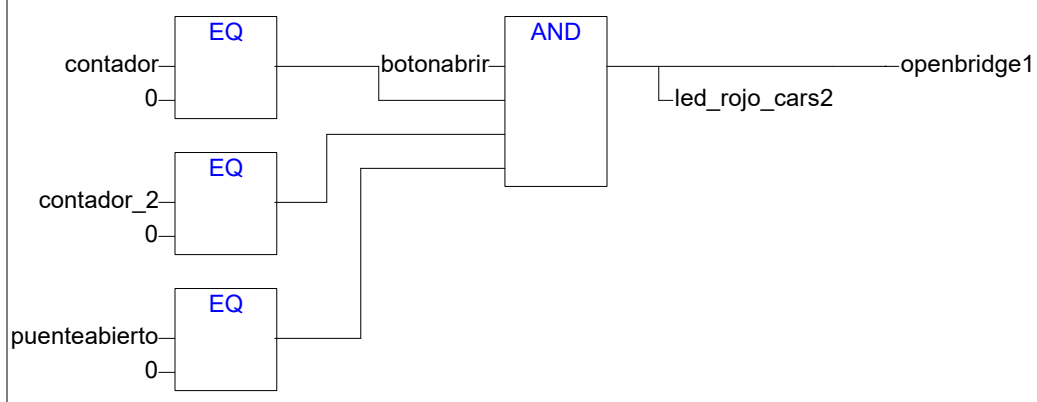 EQ
AND
contador
botonabrir
openbridge1
0
led_rojo_cars2
EQ
contador_2
0
EQ
puenteabierto
0